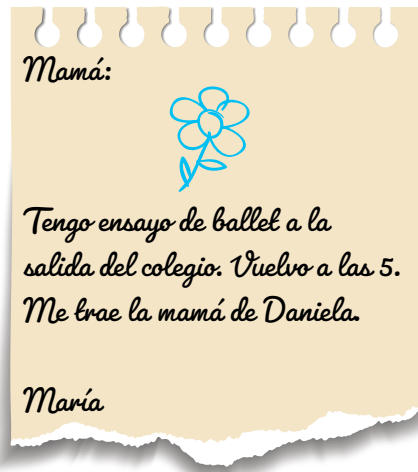 Mamá:
Tengo ensayo de ballet a la
salida del colegio. Vuelvo a las 5.
Me trae la mamá de Daniela.
María